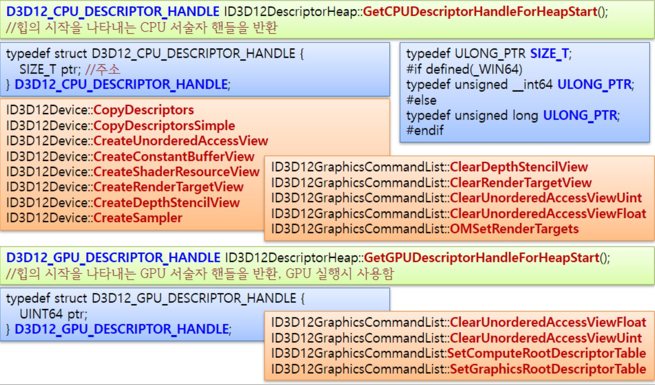 D3D12_CPU_DESCRIPTOR_HANDLE ID3D12DescriptorHeap::GetCPUDescriptorHandleForHeapStart();
//힙의 시작을 나타내는 CPU 서술자 핸들을 반환
typedef struct D3D12_CPU_DESCRIPTOR_HANDLE {
SIZE_T ptr; //주소
} D3D12_CPU_DESCRIPTOR_HANDLE;
typedef ULONG_PTR SIZE_T;
#if defined(_WIN64)
typedef unsigned __int64 ULONG_PTR;
#else
typedef unsigned long ULONG_PTR;
#endif
ID3D12Device::CopyDescriptors
ID3D12Device::CopyDescriptorsSimple
ID3D12Device::CreateUnorderedAccessView
ID3D12Device::CreateConstantBufferView
ID3D12Device::CreateShaderResourceView
ID3D12Device::CreateRenderTargetView
ID3D12Device::CreateDepthStencilView
ID3D12Device::CreateSampler
ID3D12GraphicsCommandList::ClearDepthStencilView
ID3D12GraphicsCommandList::ClearRenderTargetView
ID3D12GraphicsCommandList::ClearUnorderedAccessViewUint
ID3D12GraphicsCommandList::ClearUnorderedAccessViewFloat
ID3D12GraphicsCommandList::OMSetRenderTargets
D3D12_GPU_DESCRIPTOR_HANDLE ID3D12DescriptorHeap::GetGPUDescriptorHandleForHeapStart();
//힙의 시작을 나타내는 GPU 서술자 핸들을 반환, GPU 실행시 사용함
typedef struct D3D12_GPU_DESCRIPTOR_HANDLE {
UINT64 ptr;
} D3D12_GPU_DESCRIPTOR_HANDLE;
ID3D12GraphicsCommandList::ClearUnorderedAccessViewFloat
ID3D12GraphicsCommandList::ClearUnorderedAccessViewUint
ID3D12GraphicsCommandList:SetComputeRootDescriptorTable
ID3D12GraphicsCommandList::SetGraphicsRootDescriptorTable